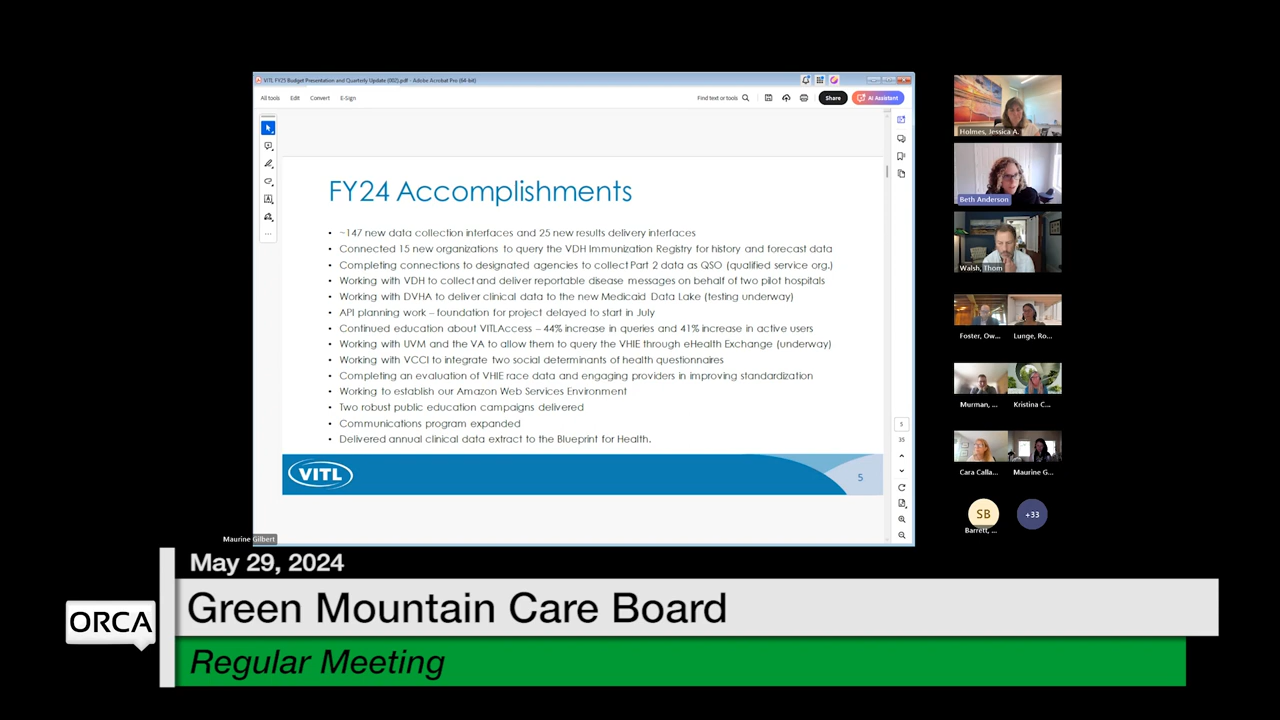 VITL FY25 Budget Presentation and Quarterly Update (002).pdf - Adobe Acrobat Pro (64-bit)
All tools Edit Convert E-Sign Find text or tools Share AI Assistant
FY24 Accomplishments
• ~147 new data collection interfaces and 25 new results delivery interfaces
• Connected 15 new organizations to query the VDH Immunization Registry for history and forecast data
• Completing connections to designated agencies to collect Part 2 data as QSO (qualified service org.)
• Working with VDH to collect and deliver reportable disease messages on behalf of two pilot hospitals
• Working with DVHA to deliver clinical data to the new Medicaid Data Lake (testing underway)
• API planning work – foundation for project delayed to start in July
• Continued education about VITLAccess – 44% increase in queries and 41% increase in active users
• Working with UVM and the VA to allow them to query the VHIE through eHealth Exchange (underway)
• Working with VCCI to integrate two social determinants of health questionnaires
• Completing an evaluation of VHIE race data and engaging providers in improving standardization
• Working to establish our Amazon Web Services Environment
• Two robust public education campaigns delivered
• Communications program expanded
• Delivered annual clinical data extract to the Blueprint for Health.
VITL
5
5
35
Holmes, Jessica A.
Beth Anderson
Walsh, Thom
Foster, Ow... Lunge, Ro...
Murman, ... Kristina C...
Cara Calla... Maurine G...
SB +33
Barrett, ...
Maurine Gilbert
May 29, 2024
ORCA
Green Mountain Care Board
Regular Meeting